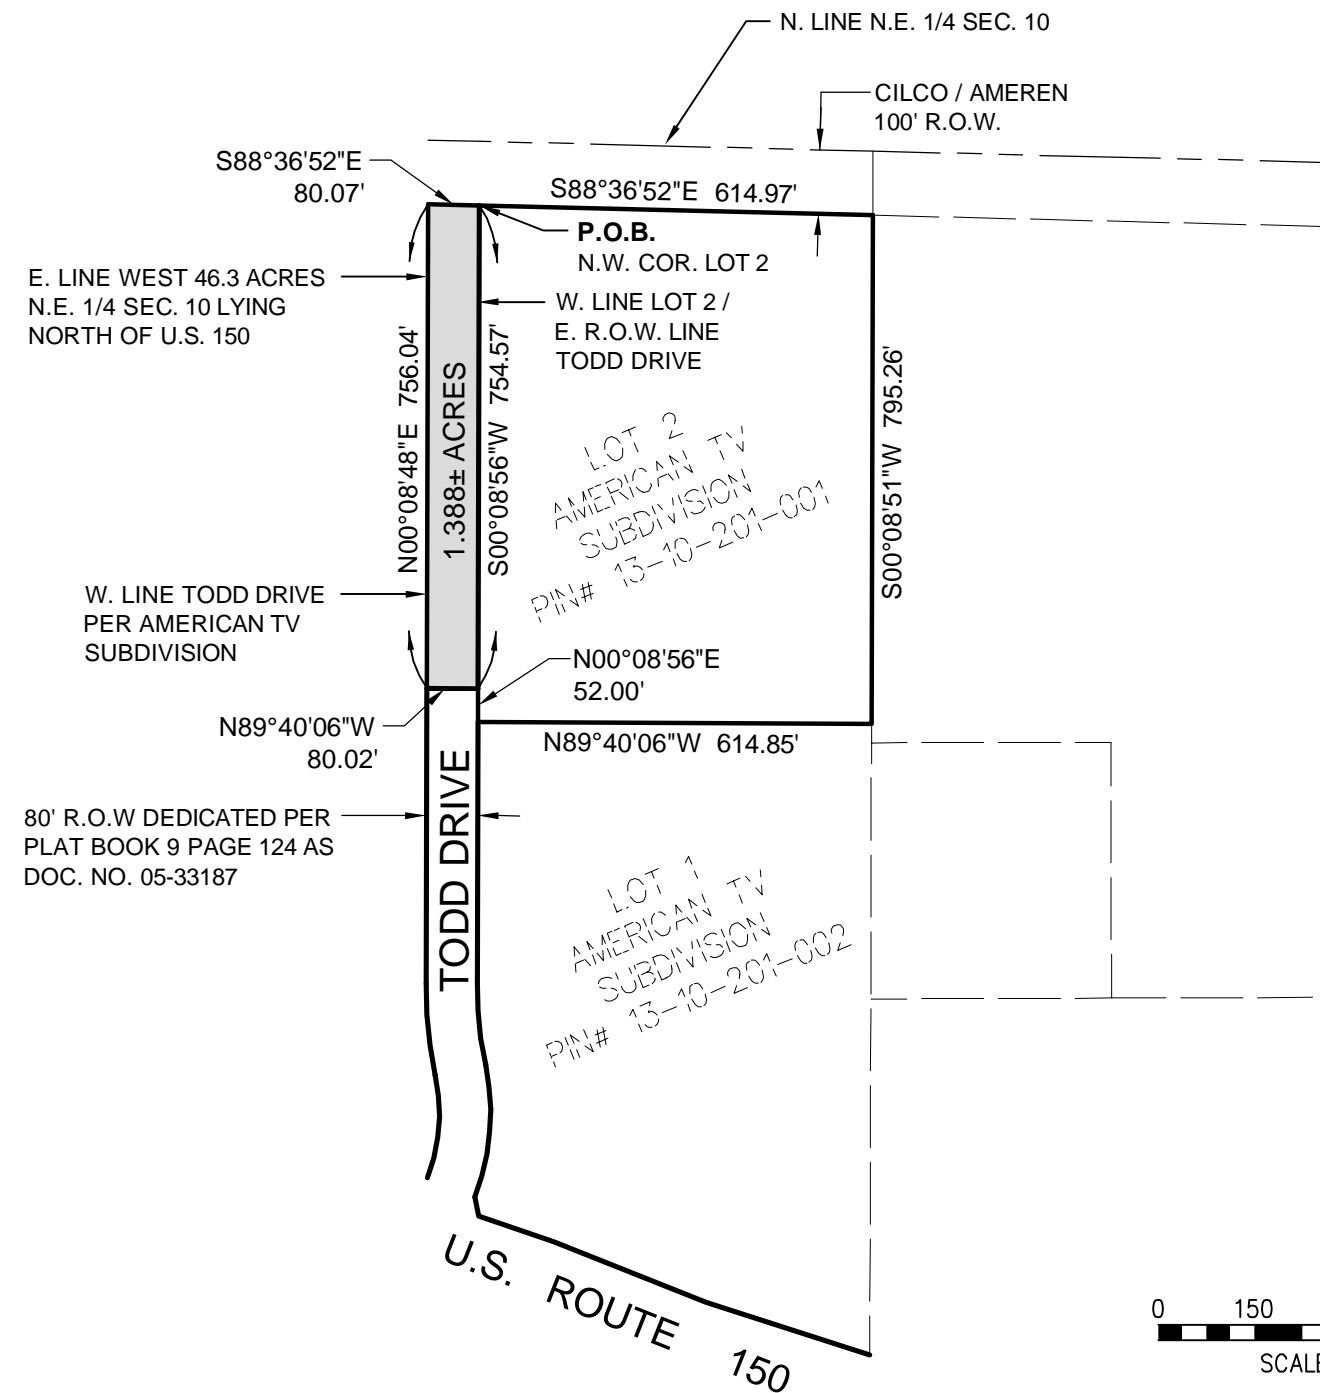 N. LINE N.E. 1/4 SEC. 10
CILCO / AMEREN
100' R.O.W.
S88°36'52"E
80.07'
S88°36'52"E 614.97'
P.O.B.
N.W. COR. LOT 2
E. LINE WEST 46.3 ACRES
N.E. 1/4 SEC. 10 LYING
NORTH OF U.S. 150
W. LINE LOT 2 /
E. R.O.W. LINE
TODD DRIVE
N00°08'48"E 756.04'
1.388± ACRES
S00°08'56"W 754.57'
S00°08'51"W 795.26'
LOT 2
AMERICAN TV
SUBDIVISION
PIN# 13-10-201-001
W. LINE TODD DRIVE
PER AMERICAN TV
SUBDIVISION
N00°08'56"E
52.00'
N89°40'06"W
80.02'
N89°40'06"W 614.85'
80' R.O.W DEDICATED PER
PLAT BOOK 9 PAGE 124 AS
DOC. NO. 05-33187
TODD DRIVE
LOT 1
AMERICAN TV
SUBDIVISION
PIN# 13-10-201-002
U.S. ROUTE 150
0 150
SCALE